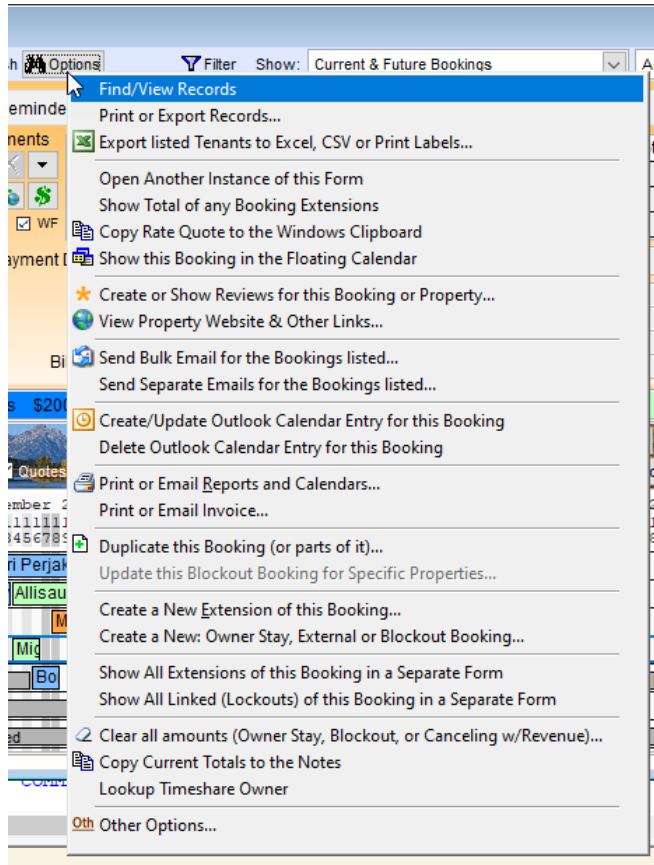 h Options Filter Show: Current & Future Bookings A
Find/View Records
eminde
Print or Export Records...
ments
Export listed Tenants to Excel, CSV or Print Labels...
Open Another Instance of this Form
Show Total of any Booking Extensions
WF
Copy Rate Quote to the Windows Clipboard
ayment D
Show this Booking in the Floating Calendar
Create or Show Reviews for this Booking or Property...
View Property Website & Other Links...
Bi
Send Bulk Email for the Bookings listed...
Send Separate Emails for the Bookings listed...
s $200
Create/Update Outlook Calendar Entry for this Booking
Delete Outlook Calendar Entry for this Booking
Quotes
Print or Email Reports and Calendars...
ember 2
Print or Email Invoice...
111111
3456789
Duplicate this Booking (or parts of it)...
ri Perjak
Update this Blockout Booking for Specific Properties...
Allisau
Create a New Extension of this Booking...
M
Create a New: Owner Stay, External or Blockout Booking...
Mig
Show All Extensions of this Booking in a Separate Form
Bo
Show All Linked (Lockouts) of this Booking in a Separate Form
ed
Clear all amounts (Owner Stay, Blockout, or Canceling w/Revenue)...
Copy Current Totals to the Notes
COMM
Lookup Timeshare Owner
Oth Other Options...